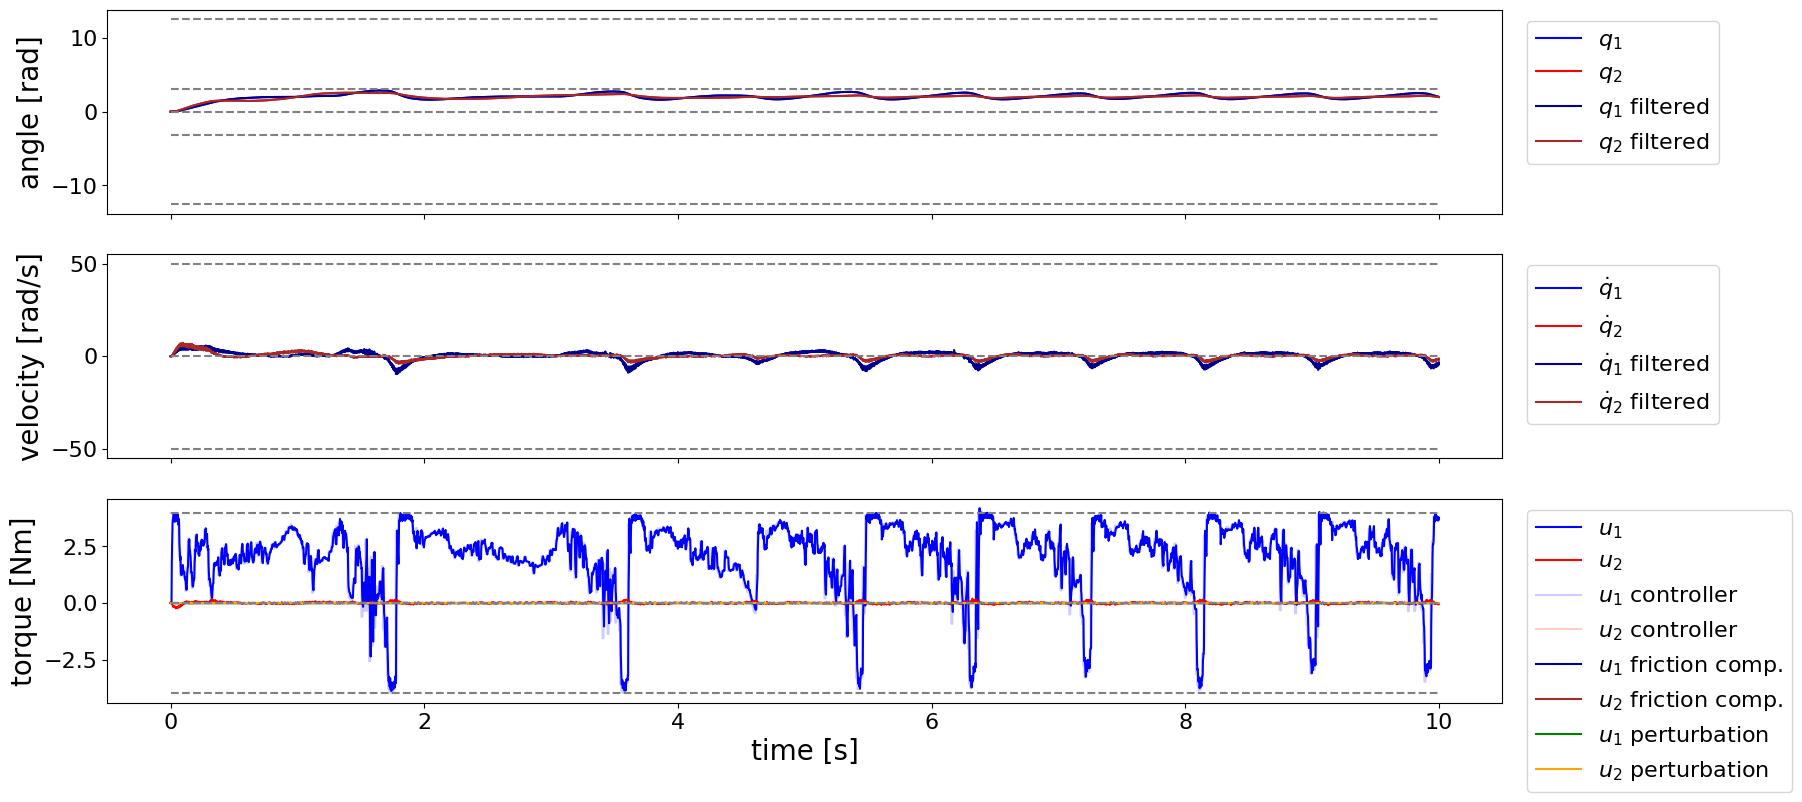 angle [rad]
10
0
−10
q₁
q₂
q₁ filtered
q₂ filtered
velocity [rad/s]
50
0
−50
q̇₁
q̇₂
q̇₁ filtered
q̇₂ filtered
torque [Nm]
2.5
0.0
−2.5
0 2 4 6 8 10
time [s]
u₁
u₂
u₁ controller
u₂ controller
u₁ friction comp.
u₂ friction comp.
u₁ perturbation
u₂ perturbation